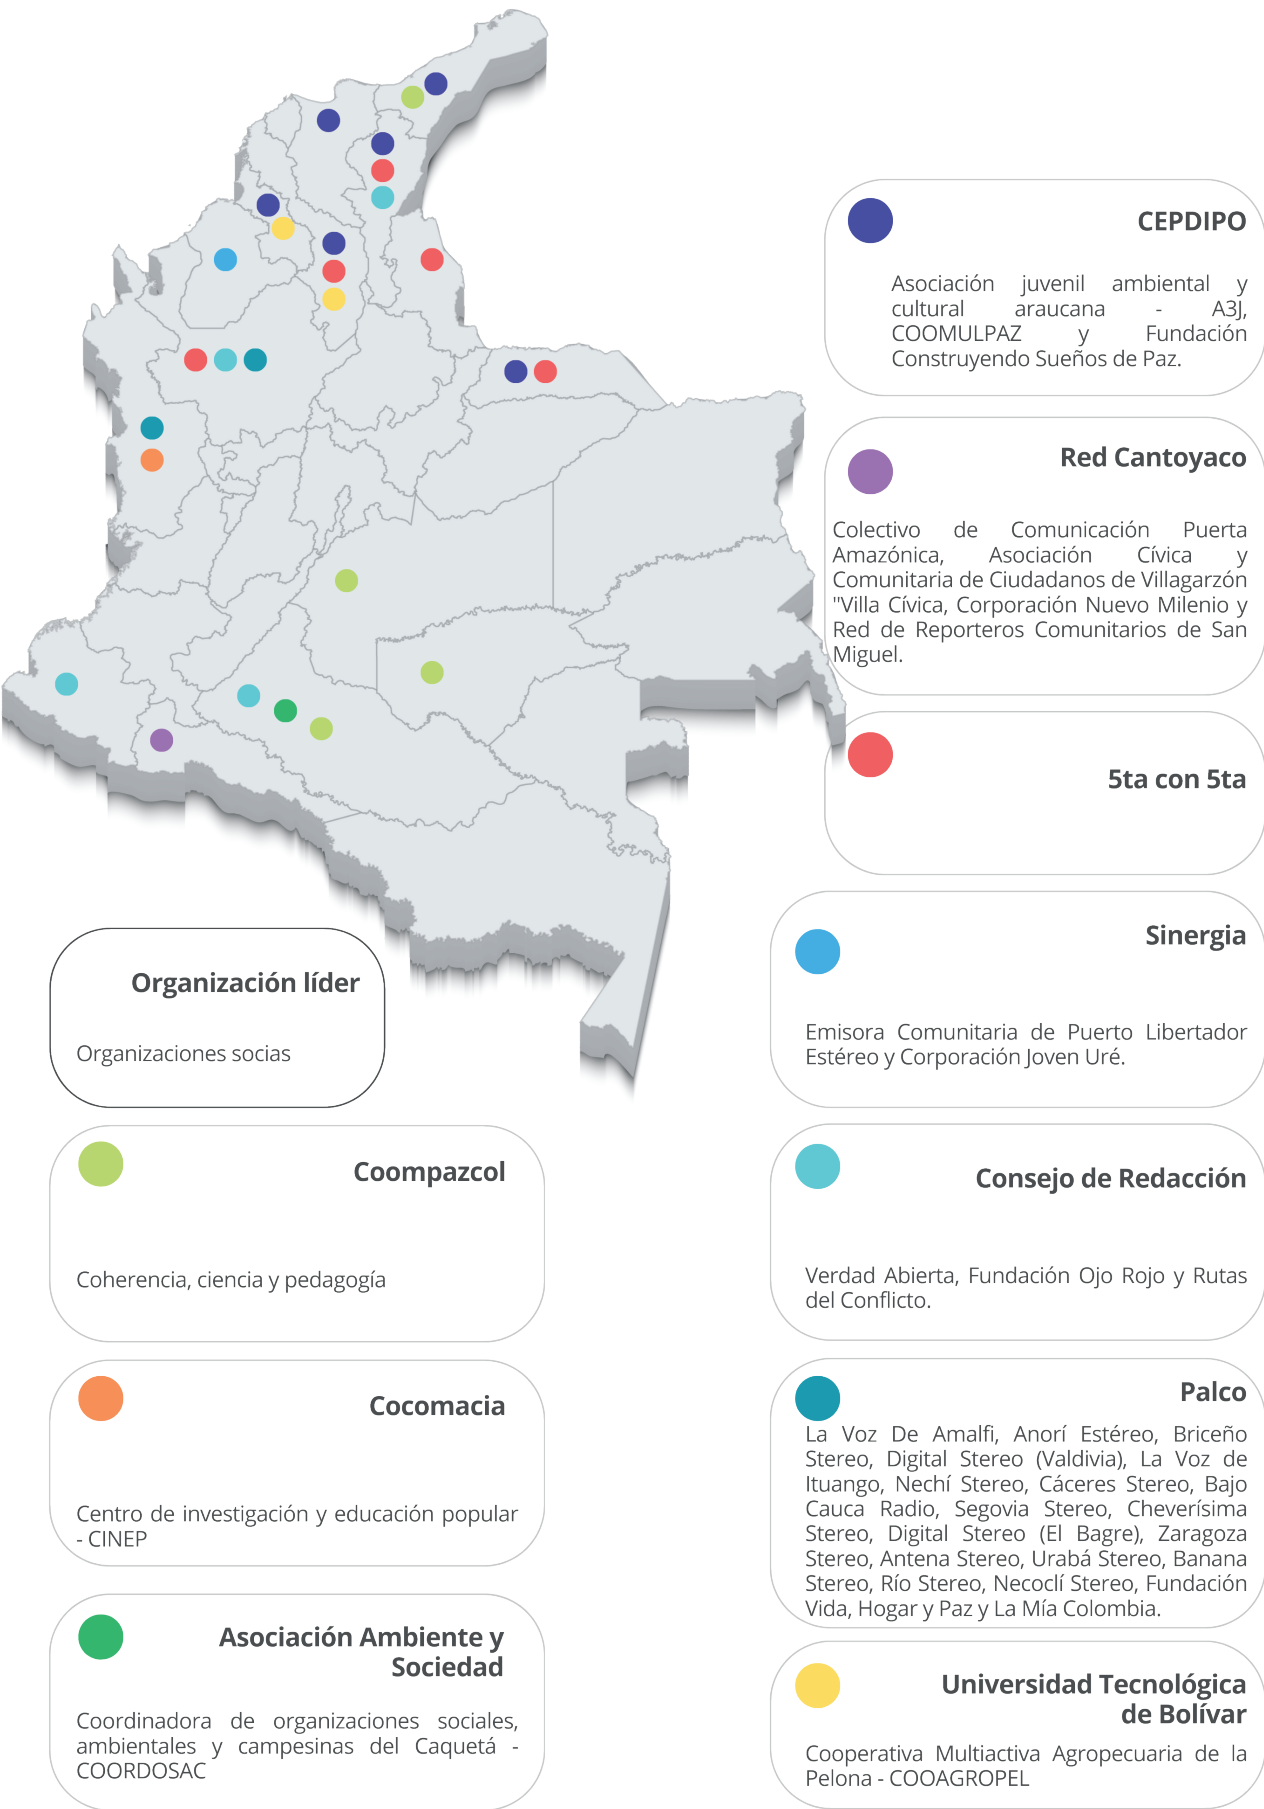 CEPDIPO
Asociación juvenil ambiental y
cultural araucana - A3J,
COOMULPAZ y Fundación
Construyendo Sueños de Paz.
Red Cantoyaco
Colectivo de Comunicación Puerta
Amazónica, Asociación Cívica y
Comunitaria de Ciudadanos de Villagarzón
"Villa Cívica, Corporación Nuevo Milenio y
Red de Reporteros Comunitarios de San
Miguel.
5ta con 5ta
Sinergia
Emisora Comunitaria de Puerto Libertador
Estéreo y Corporación Joven Uré.
Consejo de Redacción
Verdad Abierta, Fundación Ojo Rojo y Rutas
del Conflicto.
Palco
La Voz De Amalfi, Anorí Estéreo, Briceño
Stereo, Digital Stereo (Valdivia), La Voz de
Ituango, Nechí Stereo, Cáceres Stereo, Bajo
Cauca Radio, Segovia Stereo, Cheverísima
Stereo, Digital Stereo (El Bagre), Zaragoza
Stereo, Antena Stereo, Urabá Stereo, Banana
Stereo, Río Stereo, Necoclí Stereo, Fundación
Vida, Hogar y Paz y La Mía Colombia.
Universidad Tecnológica
de Bolívar
Cooperativa Multiactiva Agropecuaria de la
Pelona - COOAGROPEL
Organización líder
Organizaciones socias
Coompazcol
Coherencia, ciencia y pedagogía
Cocomacia
Centro de investigación y educación popular
- CINEP
Asociación Ambiente y
Sociedad
Coordinadora de organizaciones sociales,
ambientales y campesinas del Caquetá -
COORDOSAC